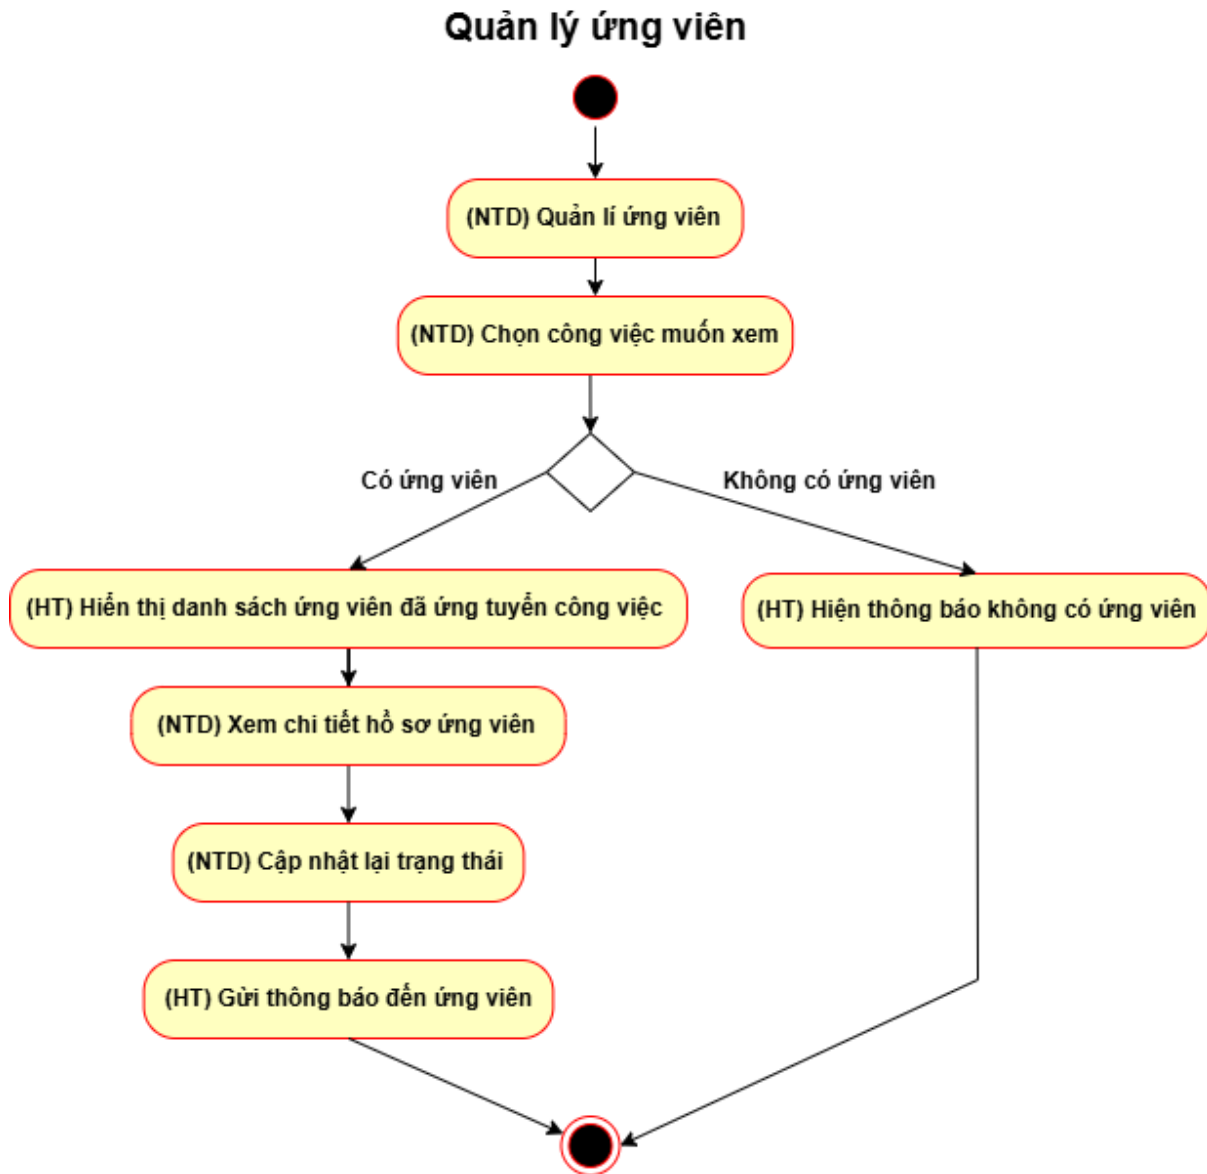 Quản lý ứng viên
(NTD) Quản lí ứng viên
(NTD) Chọn công việc muốn xem
Có ứng viên
Không có ứng viên
(HT) Hiển thị danh sách ứng viên đã ứng tuyển công việc
(HT) Hiện thông báo không có ứng viên
(NTD) Xem chi tiết hồ sơ ứng viên
(NTD) Cập nhật lại trạng thái
(HT) Gửi thông báo đến ứng viên